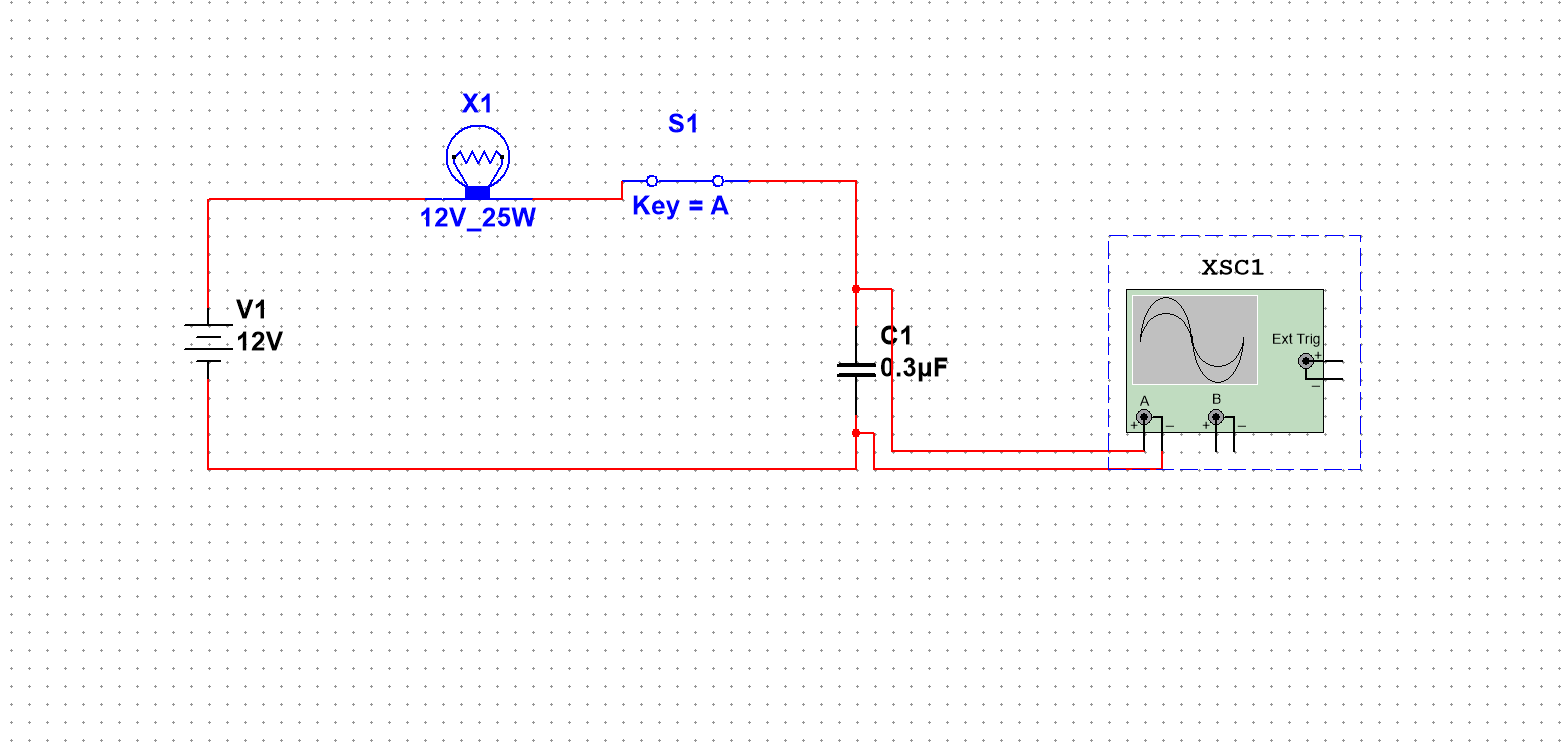 X1
12V_25W
S1
Key = A
V1
12V
C1
0.3µF
XSC1
Ext Trig
+
−
A
+
−
B
+
−